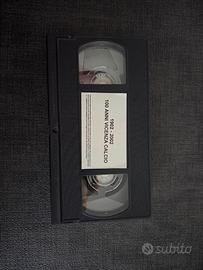 1902 - 2002
100 ANNI VICENZA CALCIO
subito